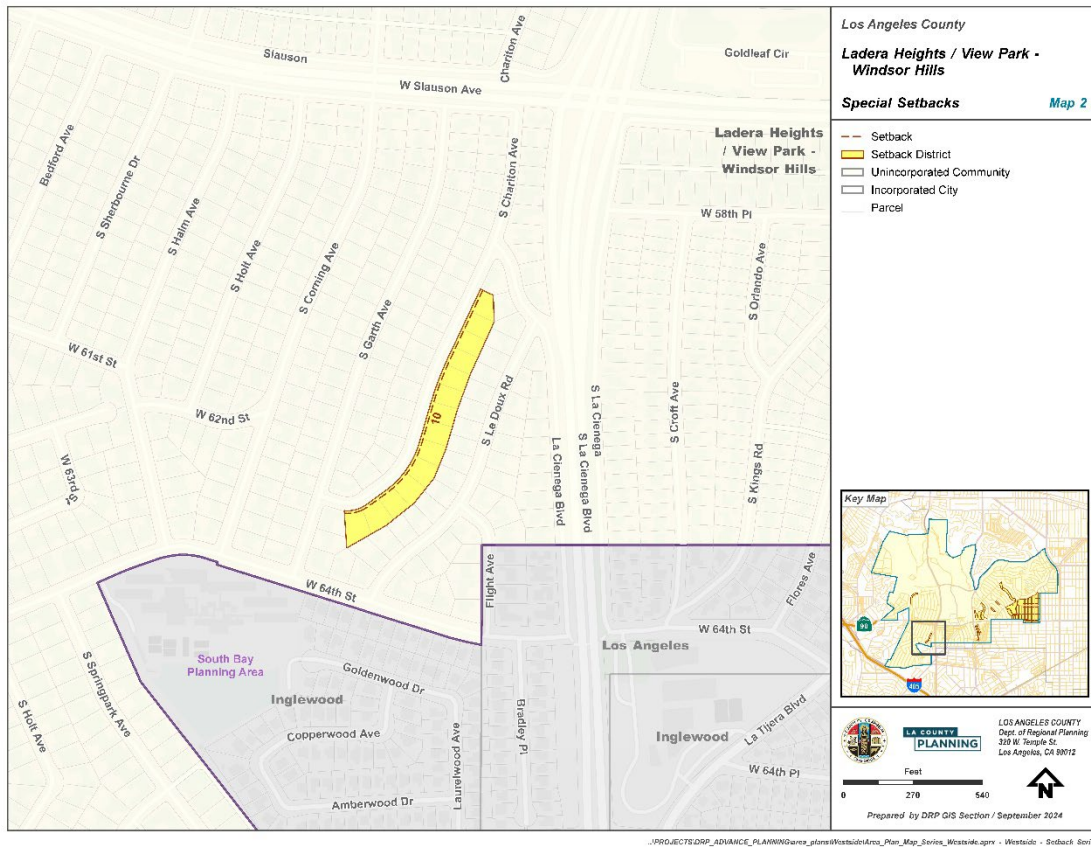 Los Angeles County
Ladera Heights / View Park -
Windsor Hills
Special Setbacks Map 2
Setback
Setback District
Unincorporated Community
Incorporated City
Parcel
Slauson
Chariton Ave
Goldleaf Cir
W Slauson Ave
Ladera Heights
/ View Park -
Windsor Hills
Bedford Ave
S Sherbourne Dr
S Halm Ave
S Holt Ave
S Corning Ave
S Garth Ave
S Chariton Ave
W 58th Pl
S Orlando Ave
W 61st St
W 62nd St
W 63rd St
10
S Le Doux Rd
La Cienega Blvd
S La Cienega
S La Cienega Blvd
S Croft Ave
S Kings Rd
W 64th St
Flight Ave
Flores Ave
W 64th St
Los Angeles
South Bay
Planning Area
Goldenwood Dr
Inglewood
Copperwood Ave
Amberwood Dr
Laurelwood Ave
Bradley Pl
Inglewood
La Tijera Blvd
W 64th Pl
S Springpark Ave
S Holt Ave
Key Map
90
405
LA COUNTY
PLANNING
LOS ANGELES COUNTY
Dept. of Regional Planning
320 W. Temple St.
Los Angeles, CA 90012
Feet
0 270 540
N
Prepared by DRP GIS Section / September 2024